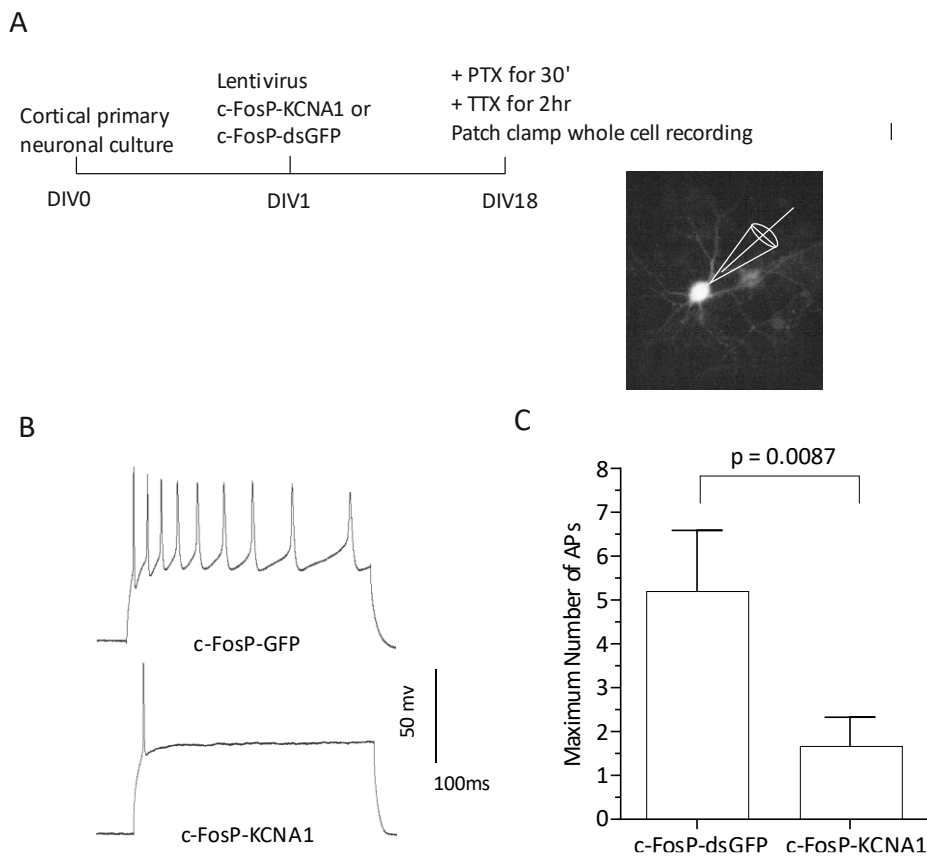 A
Cortical primary
neuronal culture
Lentivirus
c-FosP-KCNA1 or
c-FosP-dsGFP
+ PTX for 30'
+ TTX for 2hr
Patch clamp whole cell recording
DIV0
DIV1
DIV18
B
c-FosP-GFP
50 mv
100ms
c-FosP-KCNA1
C
p = 0.0087
Maximum Number of APs
8
7
6
5
4
3
2
1
0
c-FosP-dsGFP
c-FosP-KCNA1